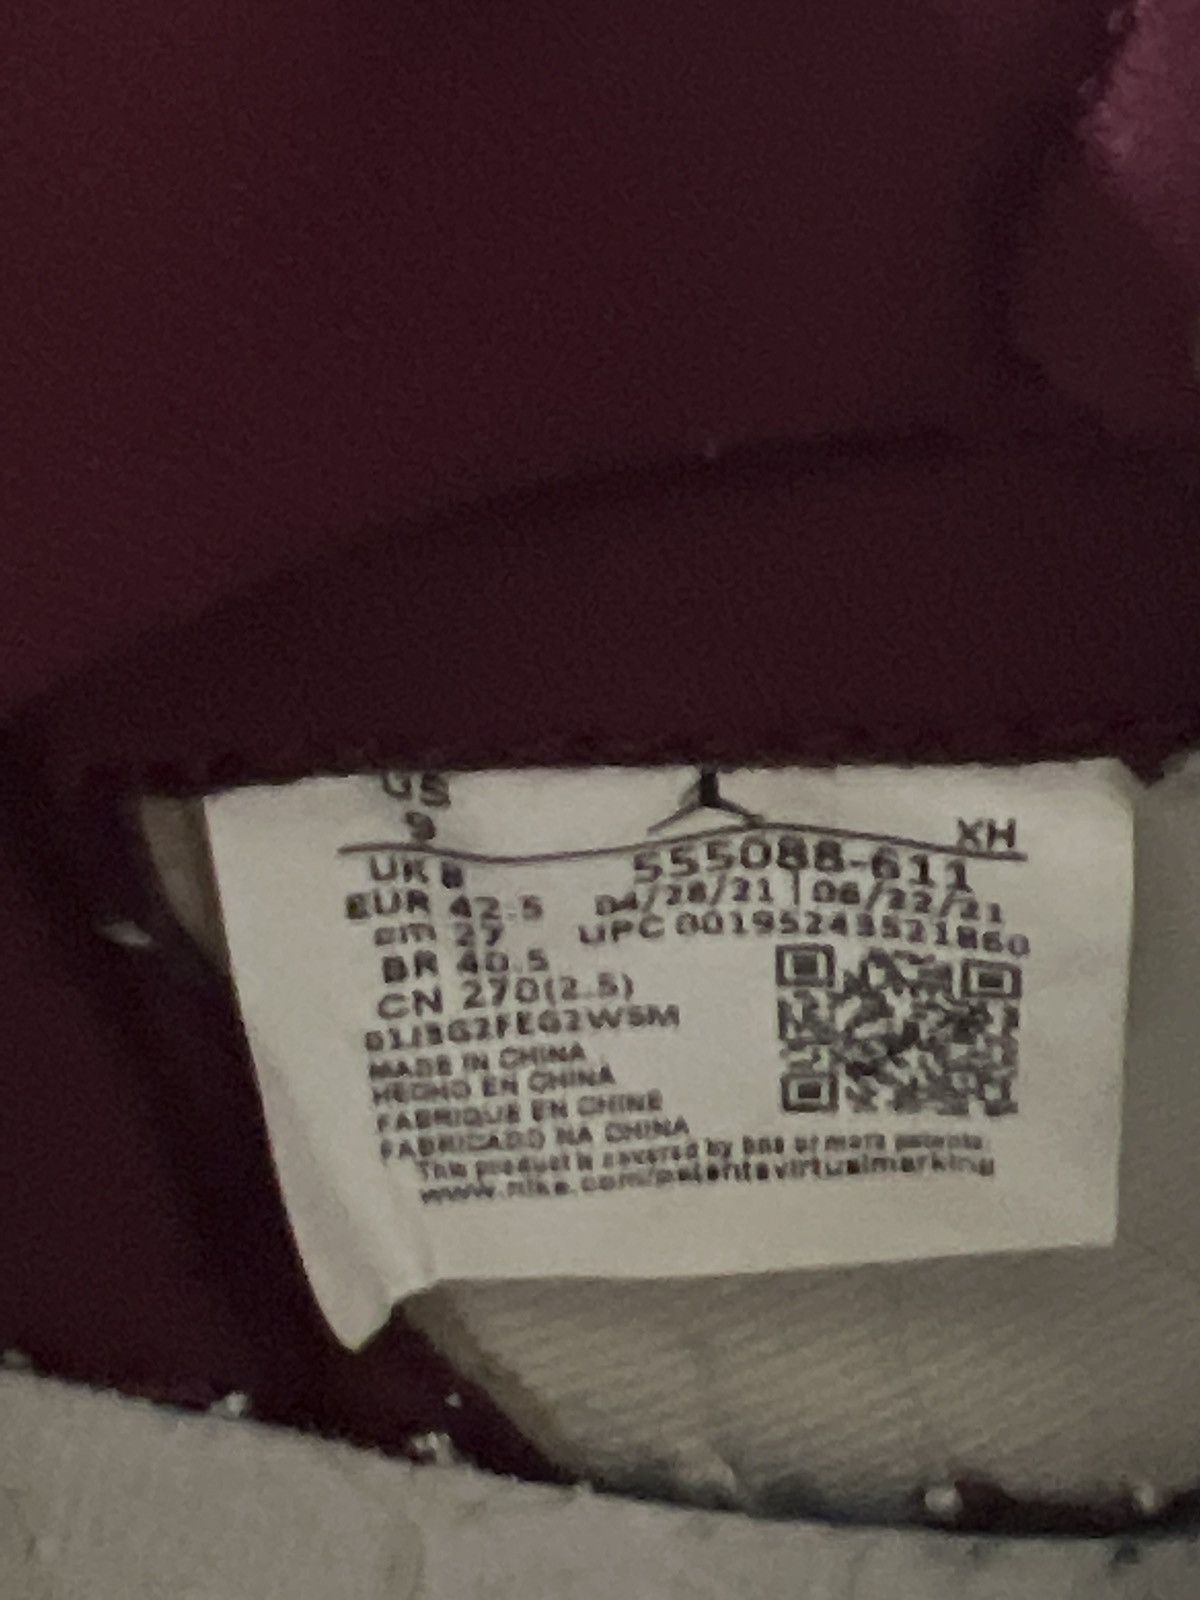 US
9
XH
UK 8
555088-611
EUR 42.5
04/28/21 | 06/22/21
cm 27
UPC 00195243521860
BR 40.5
CN 270(2.5)
MADE IN CHINA
HECHO EN CHINA
FABRIQUE EN CHINE
FABRICADO NA CHINA
This product is covered by one or more patents.
www.nike.com/patentsvirtualmarking